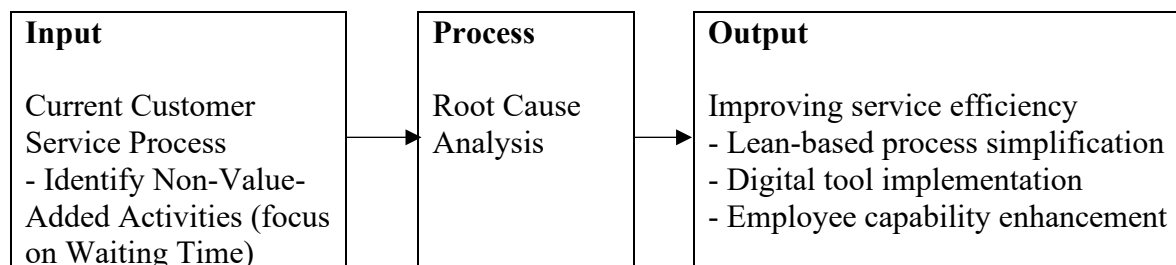 Input
Current Customer
Service Process
- Identify Non-Value-
Added Activities (focus
on Waiting Time)
Process
Root Cause
Analysis
Output
Improving service efficiency
- Lean-based process simplification
- Digital tool implementation
- Employee capability enhancement